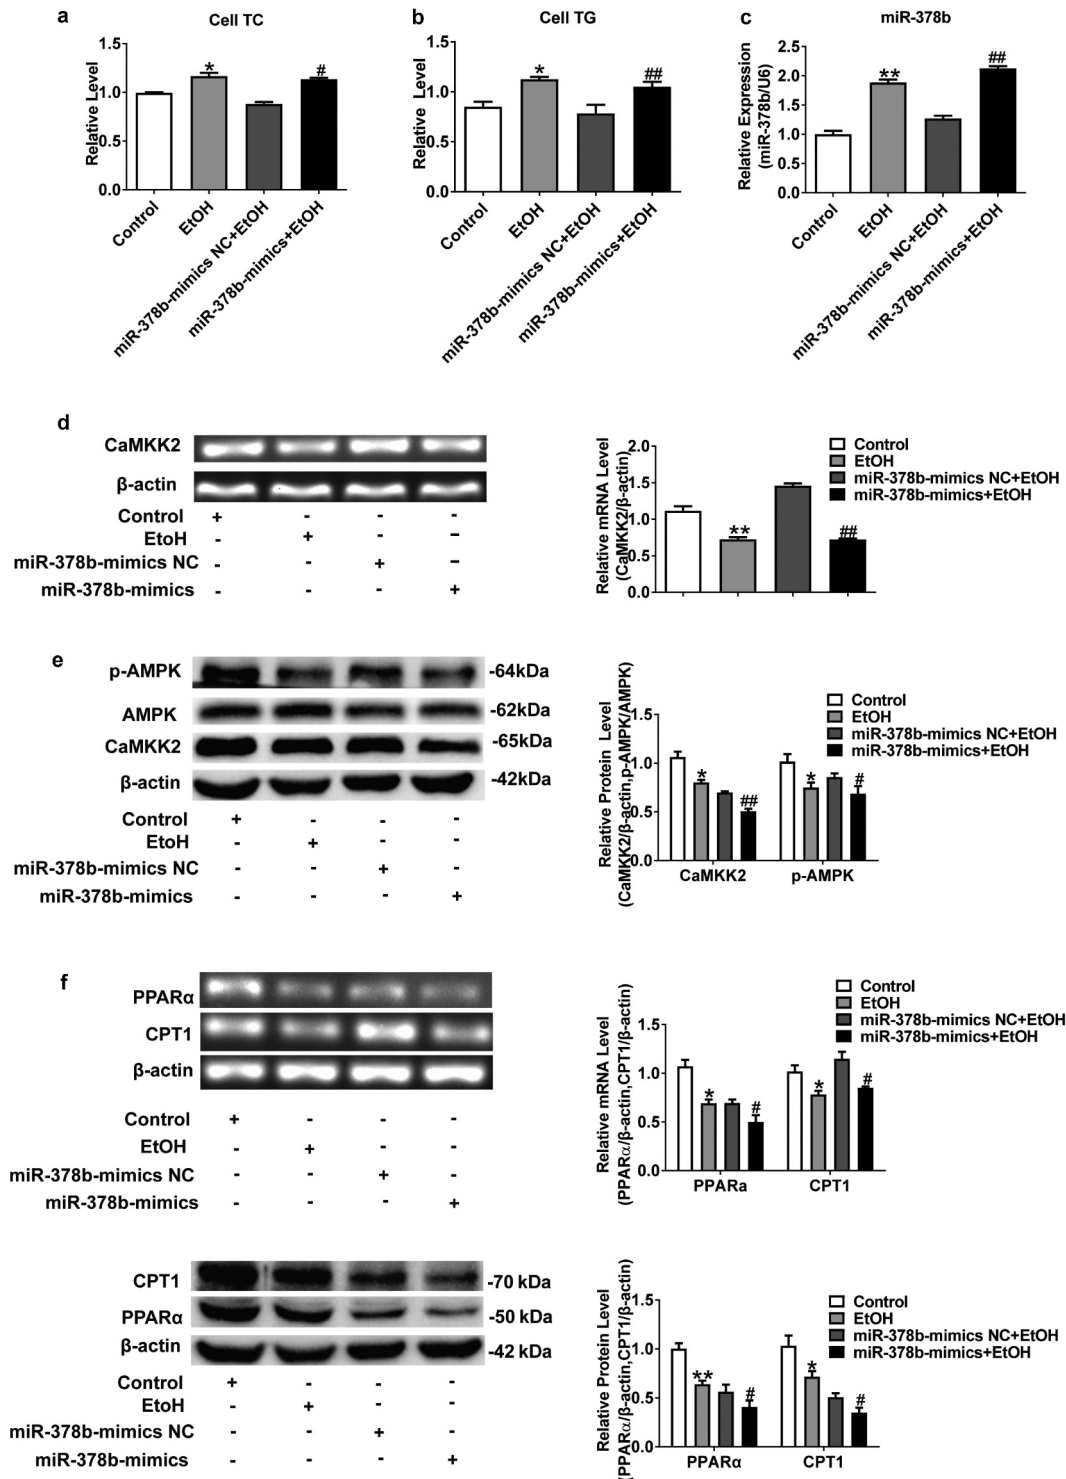 a
Cell TC
Relative Level
1.5
1.0
0.5
0.0
*
#
Control
EtOH
miR-378b-mimics NC+EtOH
miR-378b-mimics+EtOH
b
Cell TG
Relative Level
1.5
1.0
0.5
0.0
*
##
Control
EtOH
miR-378b-mimics NC+EtOH
miR-378b-mimics+EtOH
c
miR-378b
Relative Expression
(miR-378b/U6)
2.5
2.0
1.5
1.0
0.5
0.0
**
##
Control
EtOH
miR-378b-mimics NC+EtOH
miR-378b-mimics+EtOH
d
CaMKK2
β-actin
Control + - - -
EtoH - + - -
miR-378b-mimics NC - - + -
miR-378b-mimics - - - +
Relative mRNA Level
(CaMKK2/β-actin)
2.0
1.5
1.0
0.5
0.0
**
##
Control
EtOH
miR-378b-mimics NC+EtOH
miR-378b-mimics+EtOH
e
p-AMPK -64kDa
AMPK -62kDa
CaMKK2 -65kDa
β-actin -42kDa
Control + - - -
EtoH - + - -
miR-378b-mimics NC - - + -
miR-378b-mimics - - - +
Relative Protein Level
(CaMKK2/β-actin,p-AMPK/AMPK)
1.5
1.0
0.5
0.0
* ## * #
CaMKK2 p-AMPK
Control
EtOH
miR-378b-mimics NC+EtOH
miR-378b-mimics+EtOH
f
PPARα
CPT1
β-actin
Control + - - -
EtOH - + - -
miR-378b-mimics NC - - + -
miR-378b-mimics - - - +
Relative mRNA Level
(PPARα/β-actin,CPT1/β-actin)
1.5
1.0
0.5
0.0
* # * #
PPARa CPT1
Control
EtOH
miR-378b-mimics NC+EtOH
miR-378b-mimics+EtOH
CPT1 -70 kDa
PPARα -50 kDa
β-actin -42 kDa
Control + - - -
EtoH - + - -
miR-378b-mimics NC - - + -
miR-378b-mimics - - - +
Relative Protein Level
(PPARα/β-actin,CPT1/β-actin)
1.5
1.0
0.5
0.0
** # * #
PPARα CPT1
Control
EtOH
miR-378b-mimics NC+EtOH
miR-378b-mimics+EtOH